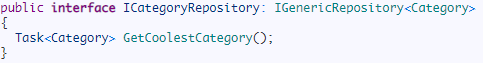 public interface ICategoryRepository: IGenericRepository<Category>
{
  Task<Category> GetCoolestCategory();
}